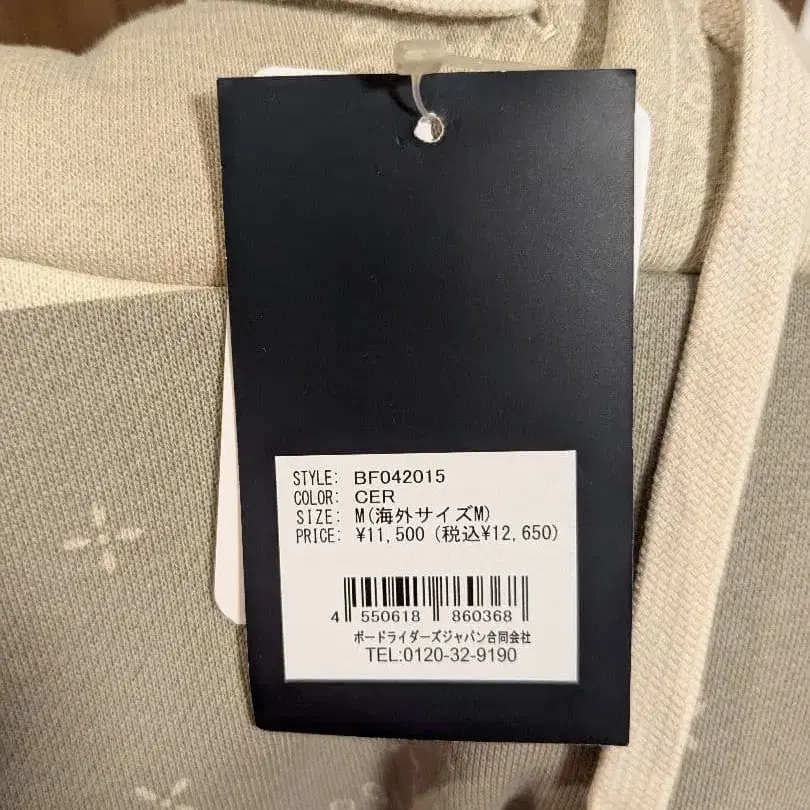 STYLE: BF042015
COLOR: CER
SIZE: M(海外サイズM)
PRICE: ¥11,500 (税込¥12,650)
4 550618 860368
ボードライダーズジャパン合同会社
TEL:0120-32-9190